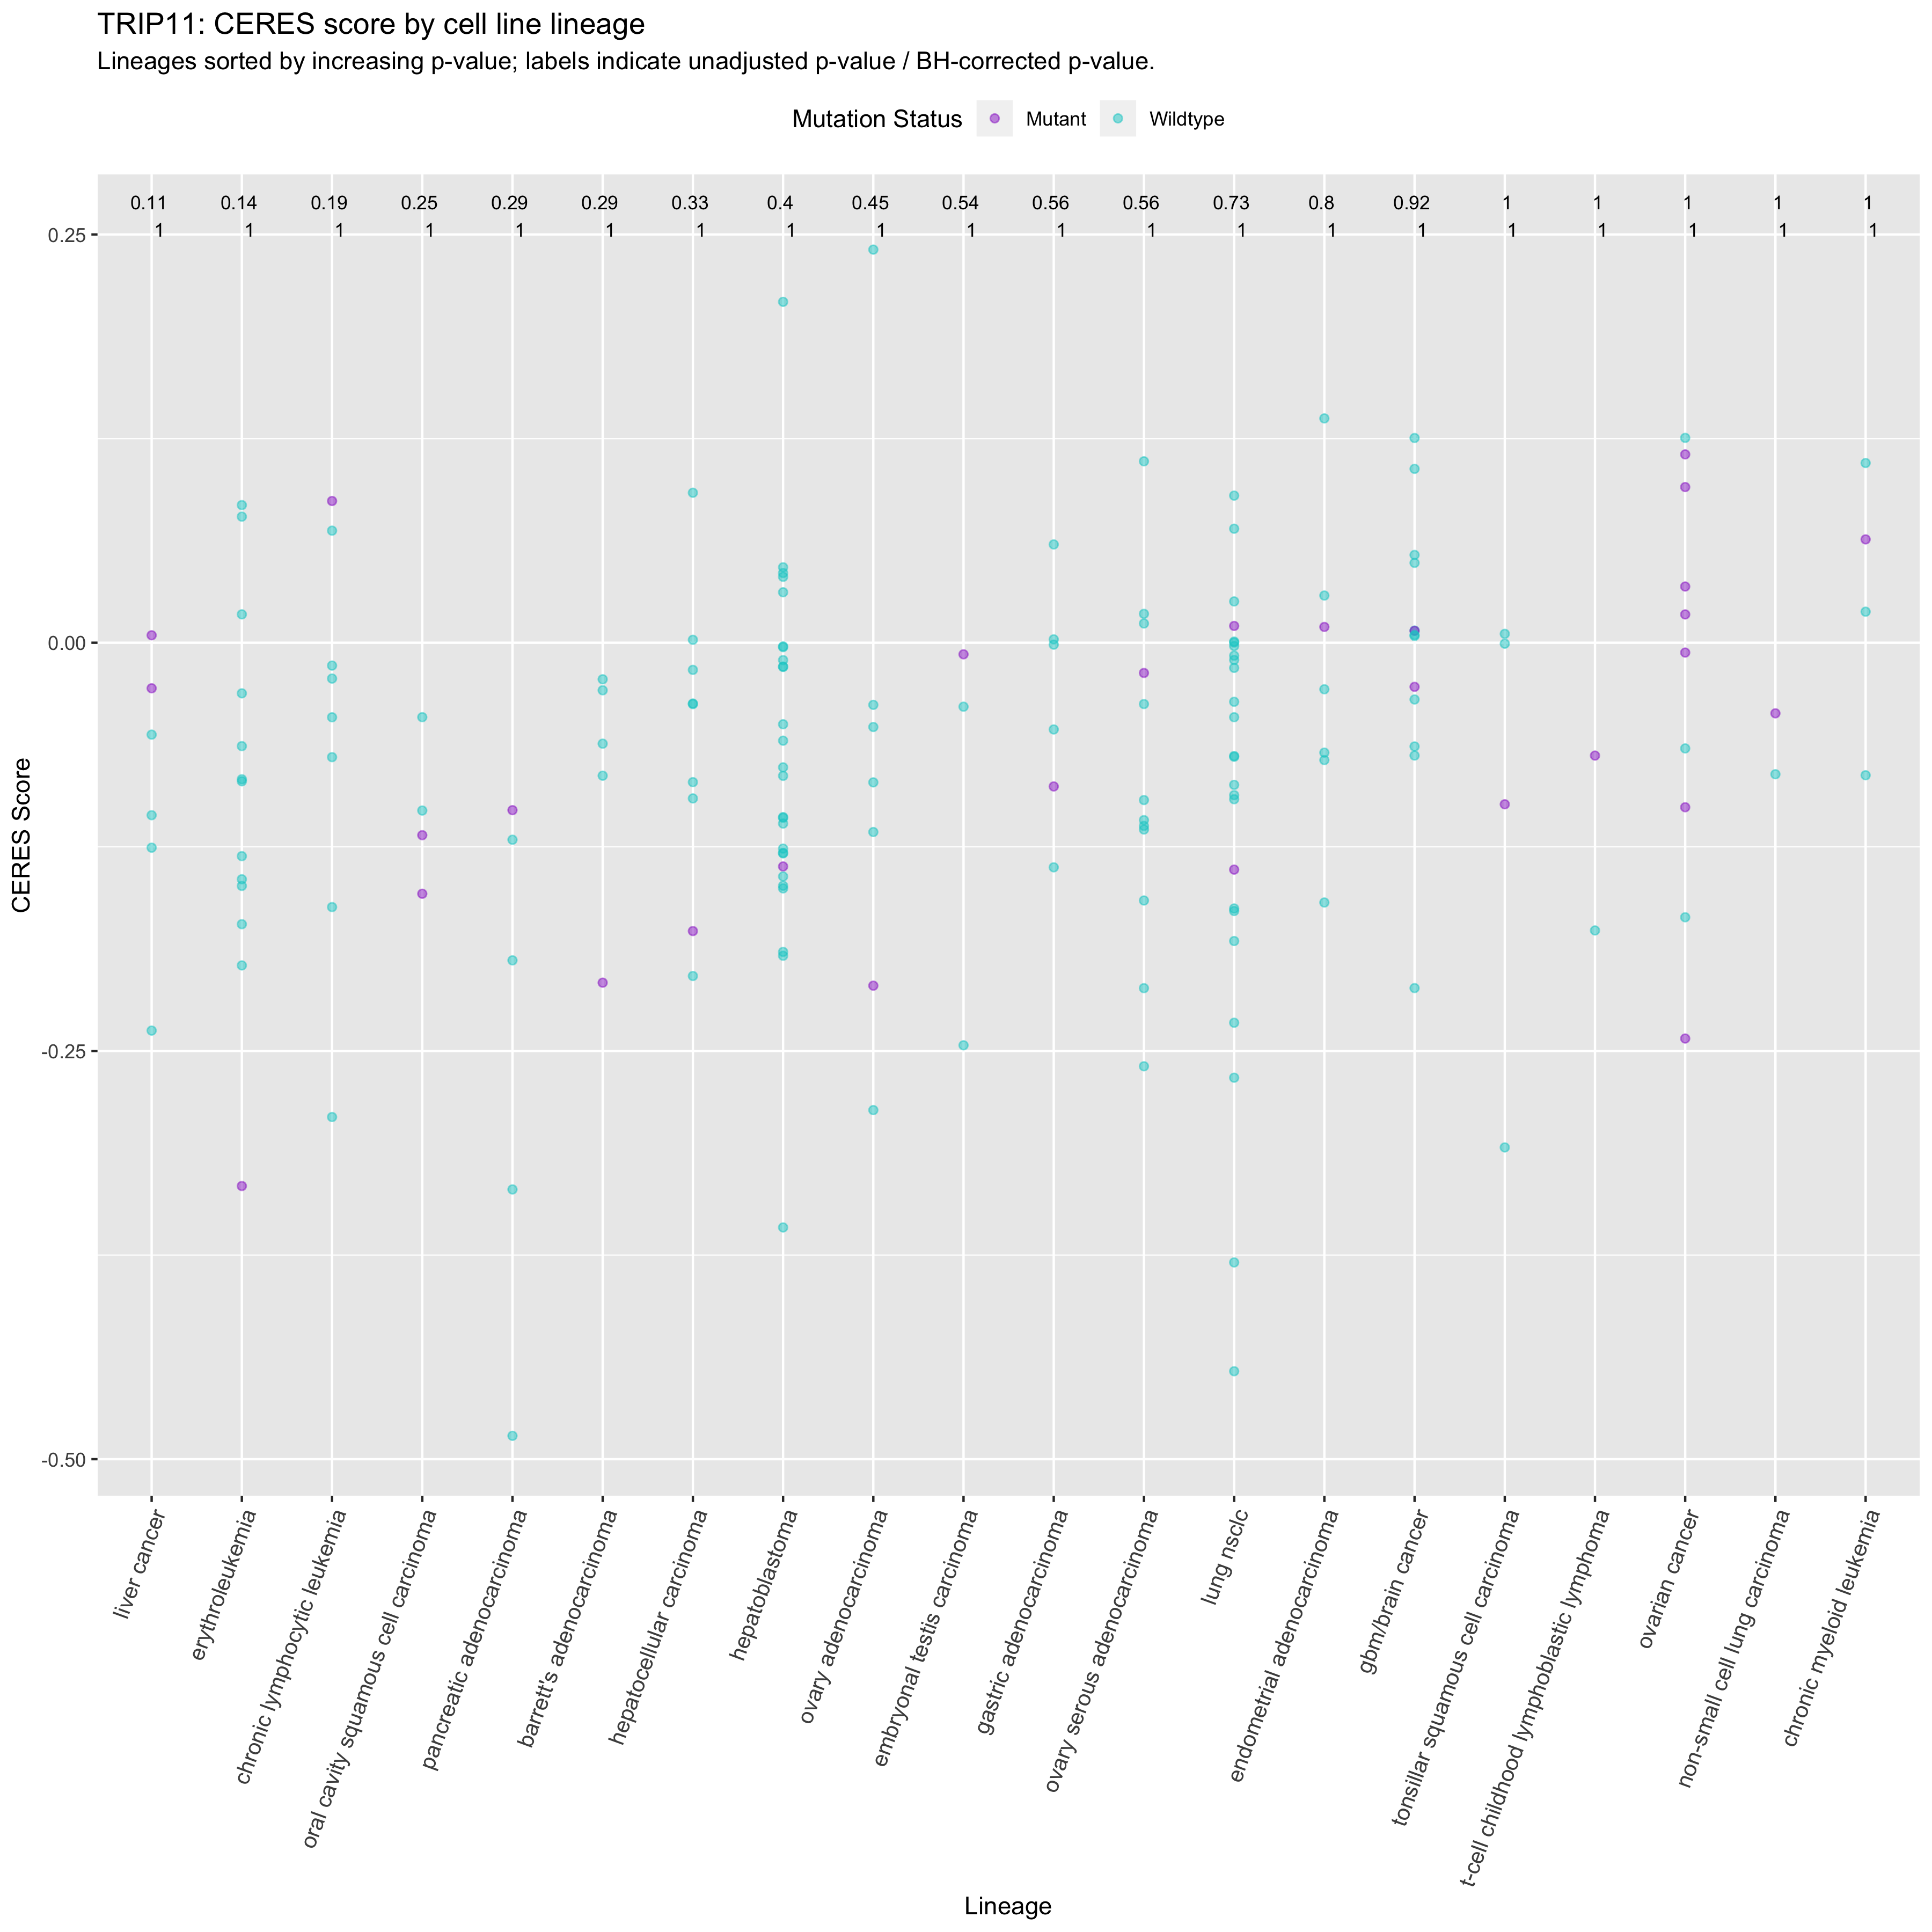 TRIP11: CERES score by cell line lineage
Lineages sorted by increasing p-value; labels indicate unadjusted p-value / BH-corrected p-value.
Mutation Status Mutant Wildtype
0.11 0.14 0.19 0.25 0.29 0.29 0.33 0.4 0.45 0.54 0.56 0.56 0.73 0.8 0.92 1 1 1 1 1
1 1 1 1 1 1 1 1 1 1 1 1 1 1 1 1 1 1 1 1
0.25
0.00
-0.25
-0.50
CERES Score
liver cancer
erythroleukemia
chronic lymphocytic leukemia
oral cavity squamous cell carcinoma
pancreatic adenocarcinoma
barrett's adenocarcinoma
hepatocellular carcinoma
hepatoblastoma
ovary adenocarcinoma
embryonal testis carcinoma
gastric adenocarcinoma
ovary serous adenocarcinoma
lung nsclc
endometrial adenocarcinoma
gbm/brain cancer
tonsillar squamous cell carcinoma
t-cell childhood lymphoblastic lymphoma
ovarian cancer
non-small cell lung carcinoma
chronic myeloid leukemia
Lineage